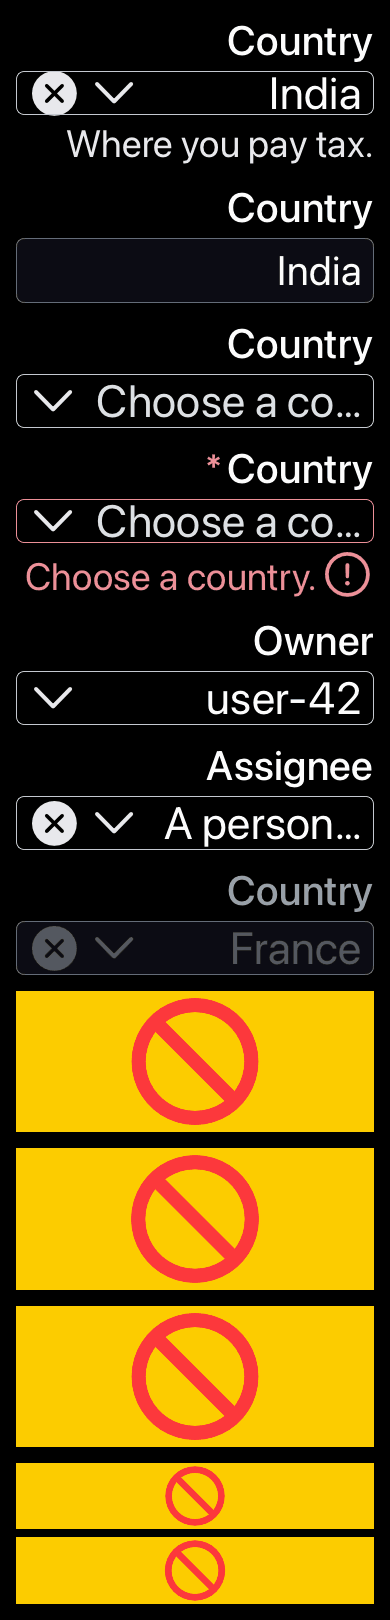 Country
India
Where you pay tax.
Country
India
Country
Choose a co...
* Country
Choose a co...
Choose a country.
Owner
user-42
Assignee
A person...
Country
France